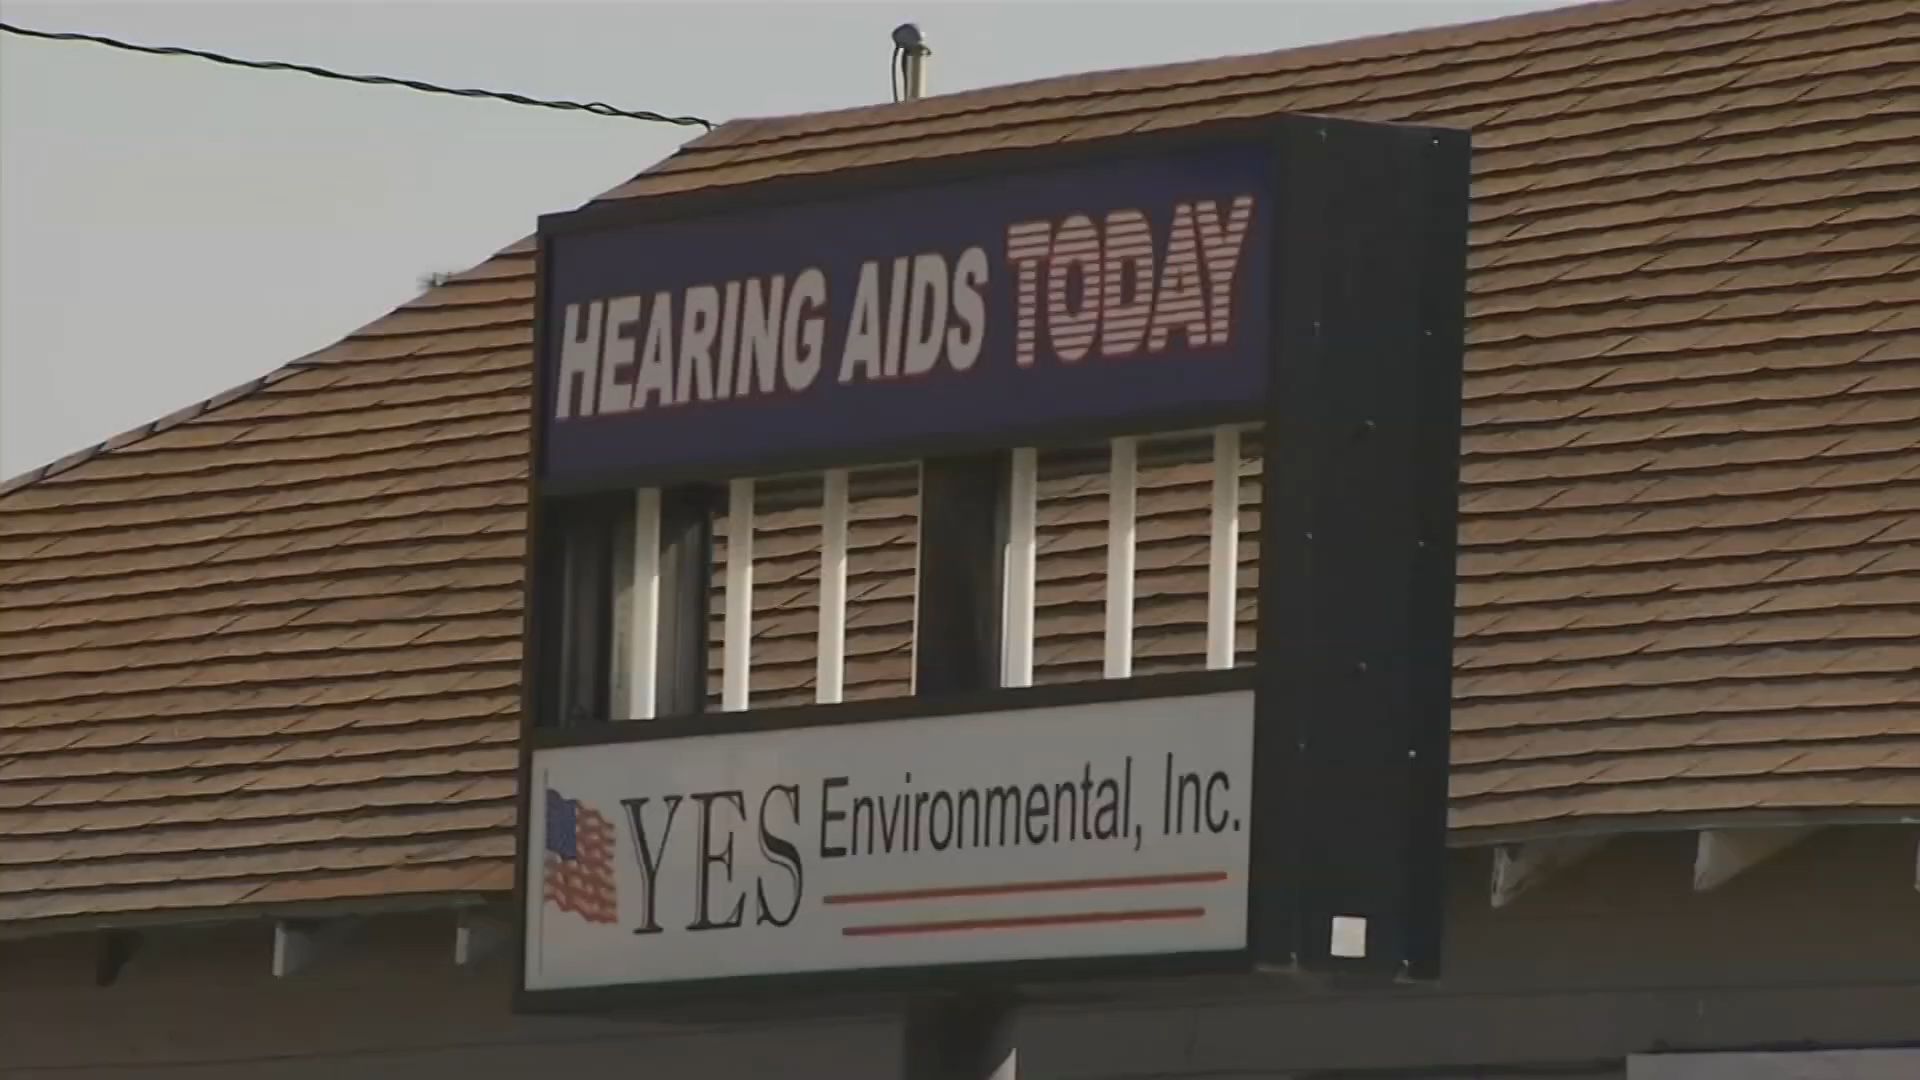 HEARING AIDS TODAY
YES Environmental, Inc.